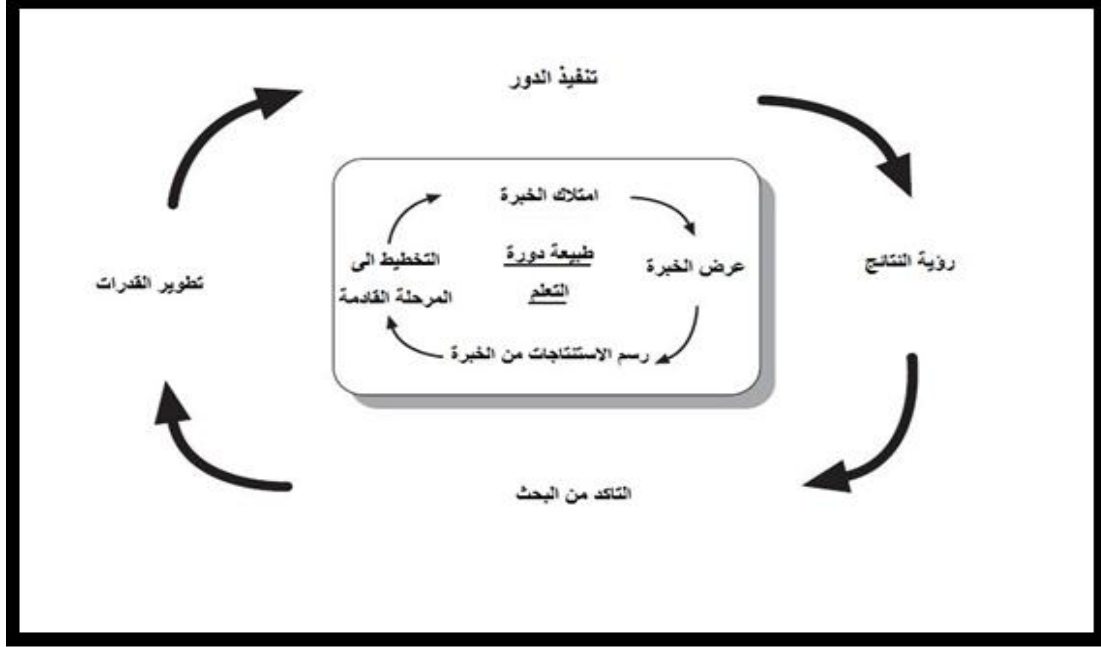 تنفيذ الدور
امتلاك الخبرة
طبيعة دورة
التعلم
عرض الخبرة
رسم الاستنتاجات من الخبرة
التخطيط الى
المرحلة القادمة
رؤية النتائج
التاكد من البحث
تطوير القدرات